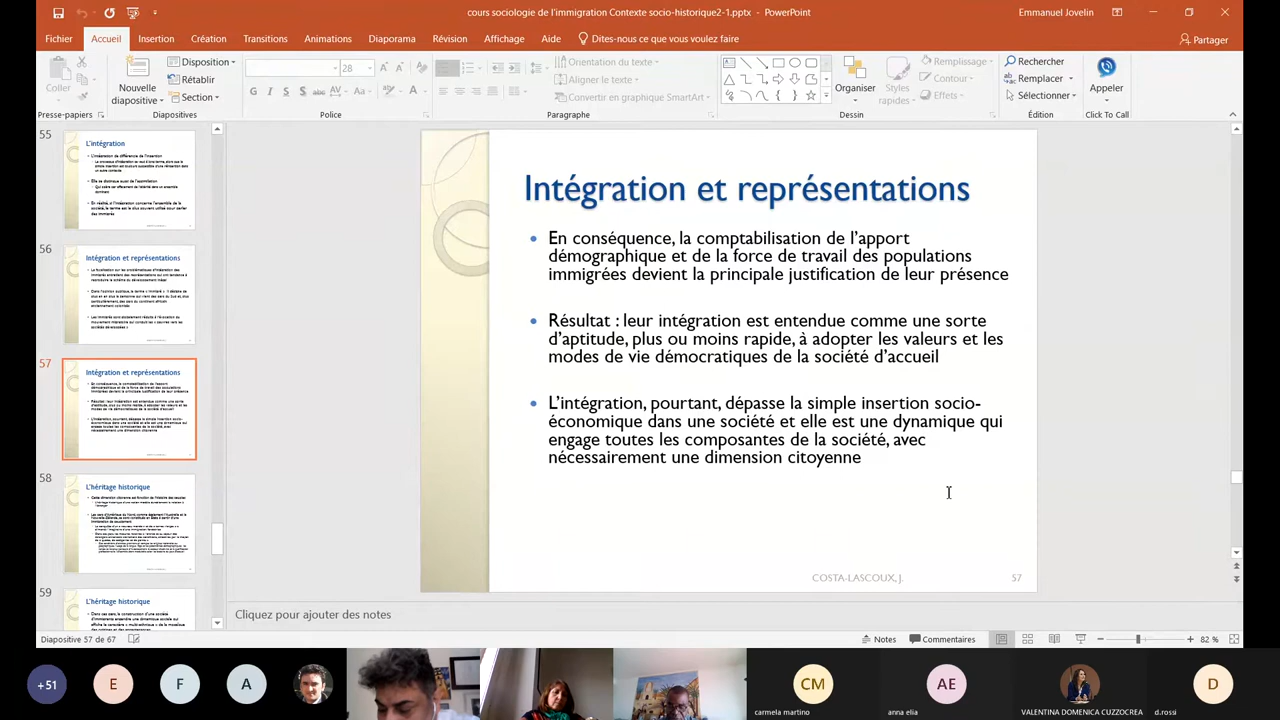 cours sociologie de l'immigration Contexte socio-historique2-1.pptx - PowerPoint
Emmanuel Jovelin
Fichier Accueil Insertion Création Transitions Animations Diaporama Révision Affichage Aide Dites-nous ce que vous voulez faire
Partager
Coller
Nouvelle
diapositive
Disposition
Rétablir
Section
28
Orientation du texte
Aligner le texte
Convertir en graphique SmartArt
Organiser
Styles
rapides
Remplissage
Contour
Effets
Rechercher
Remplacer
Sélectionner
Appeler
Presse-papiers Diapositives Police Paragraphe Dessin Édition Click To Call
55
L'intégration
56
Intégration et représentations
57
Intégration et représentations
58
L'héritage historique
59
L'héritage historique
Intégration et représentations
• En conséquence, la comptabilisation de l'apport
démographique et de la force de travail des populations
immigrées devient la principale justification de leur présence
• Résultat : leur intégration est entendue comme une sorte
d'aptitude, plus ou moins rapide, à adopter les valeurs et les
modes de vie démocratiques de la société d'accueil
• L'intégration, pourtant, dépasse la simple insertion socio-
économique dans une société et elle est une dynamique qui
engage toutes les composantes de la société, avec
nécessairement une dimension citoyenne
COSTA-LASCOUX, J. 57
Cliquez pour ajouter des notes
Diapositive 57 de 67
Notes
Commentaires
82 %
+51
E
F
A
CM
AE
D
carmela martino
anna elia
VALENTINA DOMENICA CUZZOCREA
d.rossi